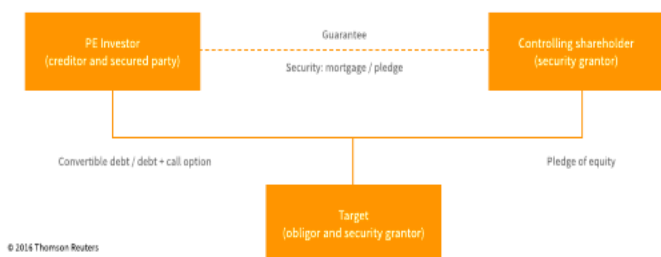 PE Investor
(creditor and secured party)
Guarantee
Security: mortgage / pledge
Controlling shareholder
(security grantor)
Convertible debt / debt + call option
Pledge of equity
Target
(obligor and security grantor)
© 2016 Thomson Reuters